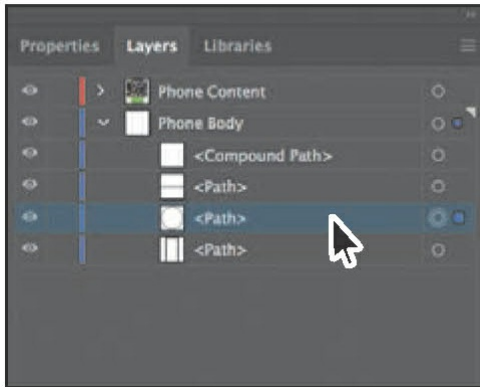 Properties Layers Libraries
Phone Content
Phone Body
<Compound Path>
<Path>
<Path>
<Path>